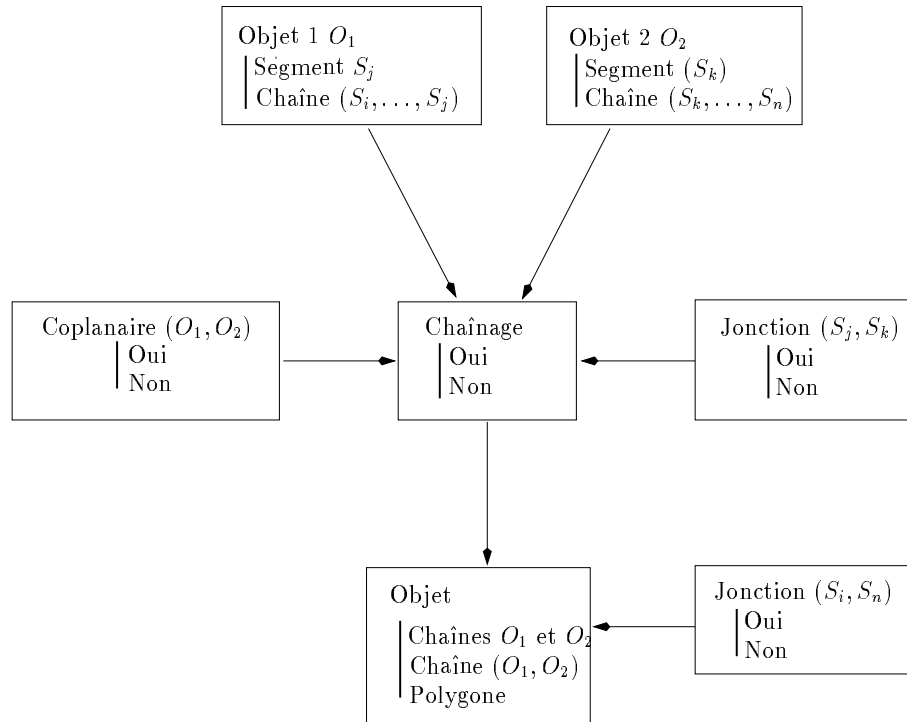 Objet 1 O₁
Segment Sⱼ
Chaîne (Sᵢ, . . . , Sⱼ)
Objet 2 O₂
Segment (Sₖ)
Chaîne (Sₖ, . . . , Sₙ)
Coplanaire (O₁, O₂)
Oui
Non
Chaînage
Oui
Non
Jonction (Sⱼ, Sₖ)
Oui
Non
Objet
Chaînes O₁ et O₂
Chaîne (O₁, O₂)
Polygone
Jonction (Sᵢ, Sₙ)
Oui
Non